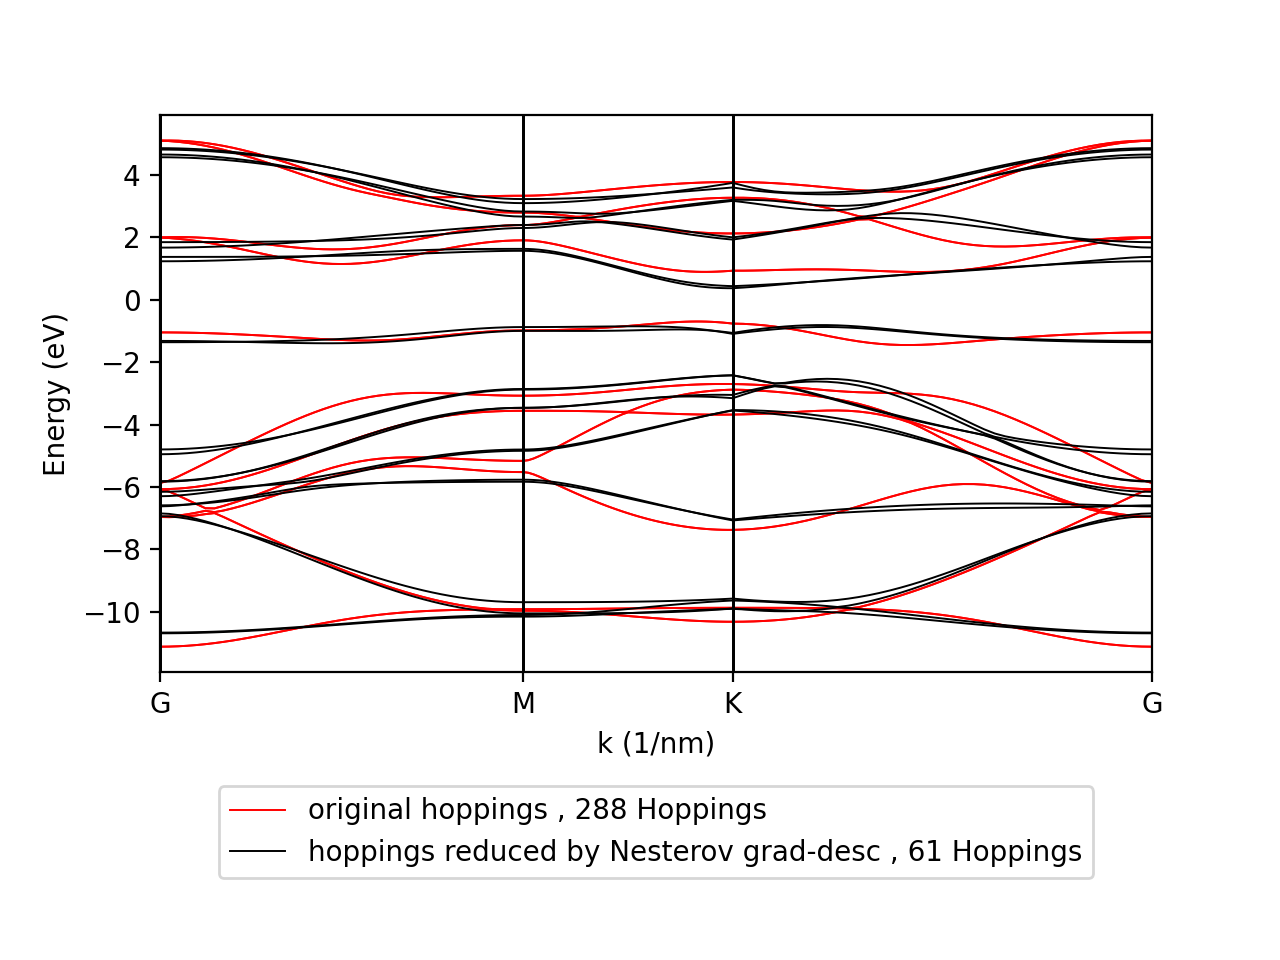 4
2
0
−2
−4
−6
−8
−10
Energy (eV)
G M K G
k (1/nm)
original hoppings , 288 Hoppings
hoppings reduced by Nesterov grad-desc , 61 Hoppings